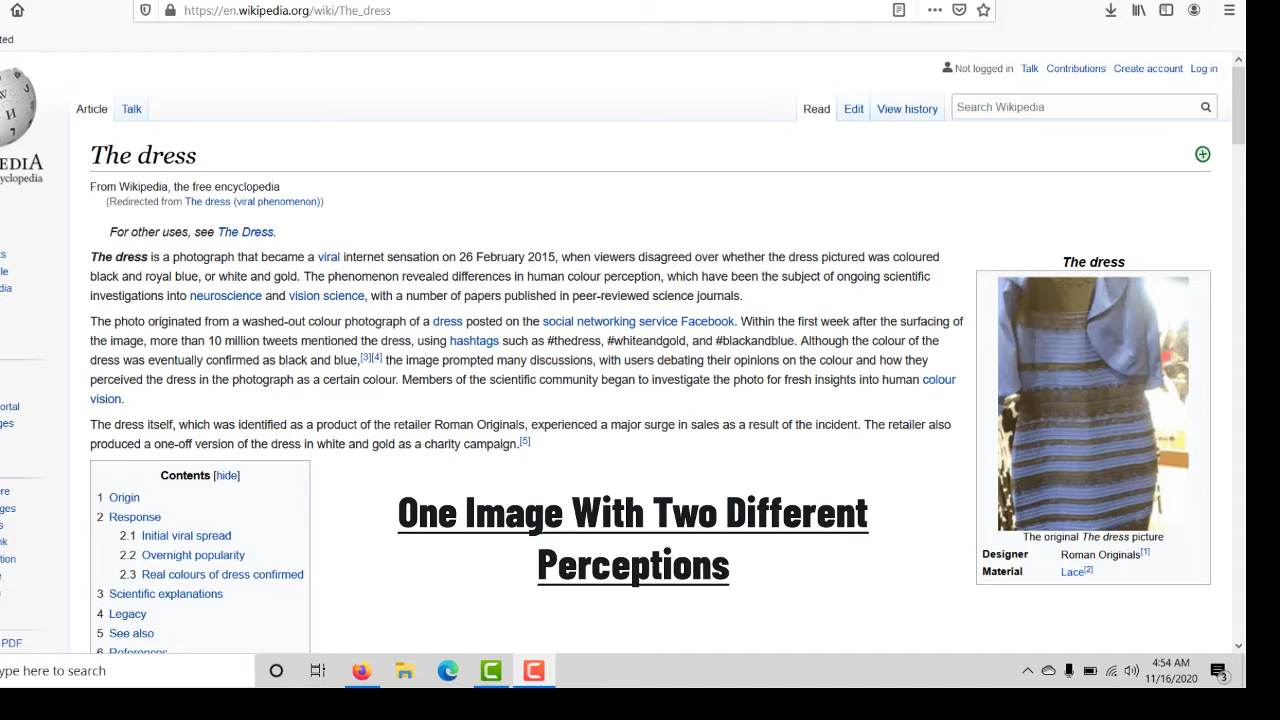 https://en.wikipedia.org/wiki/The_dress
ted
Not logged in Talk Contributions Create account Log in
Article Talk Read Edit View history Search Wikipedia
EDIA
cyclopedia
The dress
From Wikipedia, the free encyclopedia
(Redirected from The dress (viral phenomenon))
For other uses, see The Dress.
The dress is a photograph that became a viral internet sensation on 26 February 2015, when viewers disagreed over whether the dress pictured was coloured
black and royal blue, or white and gold. The phenomenon revealed differences in human colour perception, which have been the subject of ongoing scientific
investigations into neuroscience and vision science, with a number of papers published in peer-reviewed science journals.
The photo originated from a washed-out colour photograph of a dress posted on the social networking service Facebook. Within the first week after the surfacing of
the image, more than 10 million tweets mentioned the dress, using hashtags such as #thedress, #whiteandgold, and #blackandblue. Although the colour of the
dress was eventually confirmed as black and blue,[3][4] the image prompted many discussions, with users debating their opinions on the colour and how they
perceived the dress in the photograph as a certain colour. Members of the scientific community began to investigate the photo for fresh insights into human colour
vision.
The dress itself, which was identified as a product of the retailer Roman Originals, experienced a major surge in sales as a result of the incident. The retailer also
produced a one-off version of the dress in white and gold as a charity campaign.[5]
The dress
The original The dress picture
Designer Roman Originals[1]
Material Lace[2]
Contents [hide]
1 Origin
2 Response
2.1 Initial viral spread
2.2 Overnight popularity
2.3 Real colours of dress confirmed
3 Scientific explanations
4 Legacy
5 See also
6 References
One Image With Two Different
Perceptions
ts
le
dia
ortal
ges
ere
ges
s
nk
tion
e
PDF
ype here to search
4:54 AM
11/16/2020
3